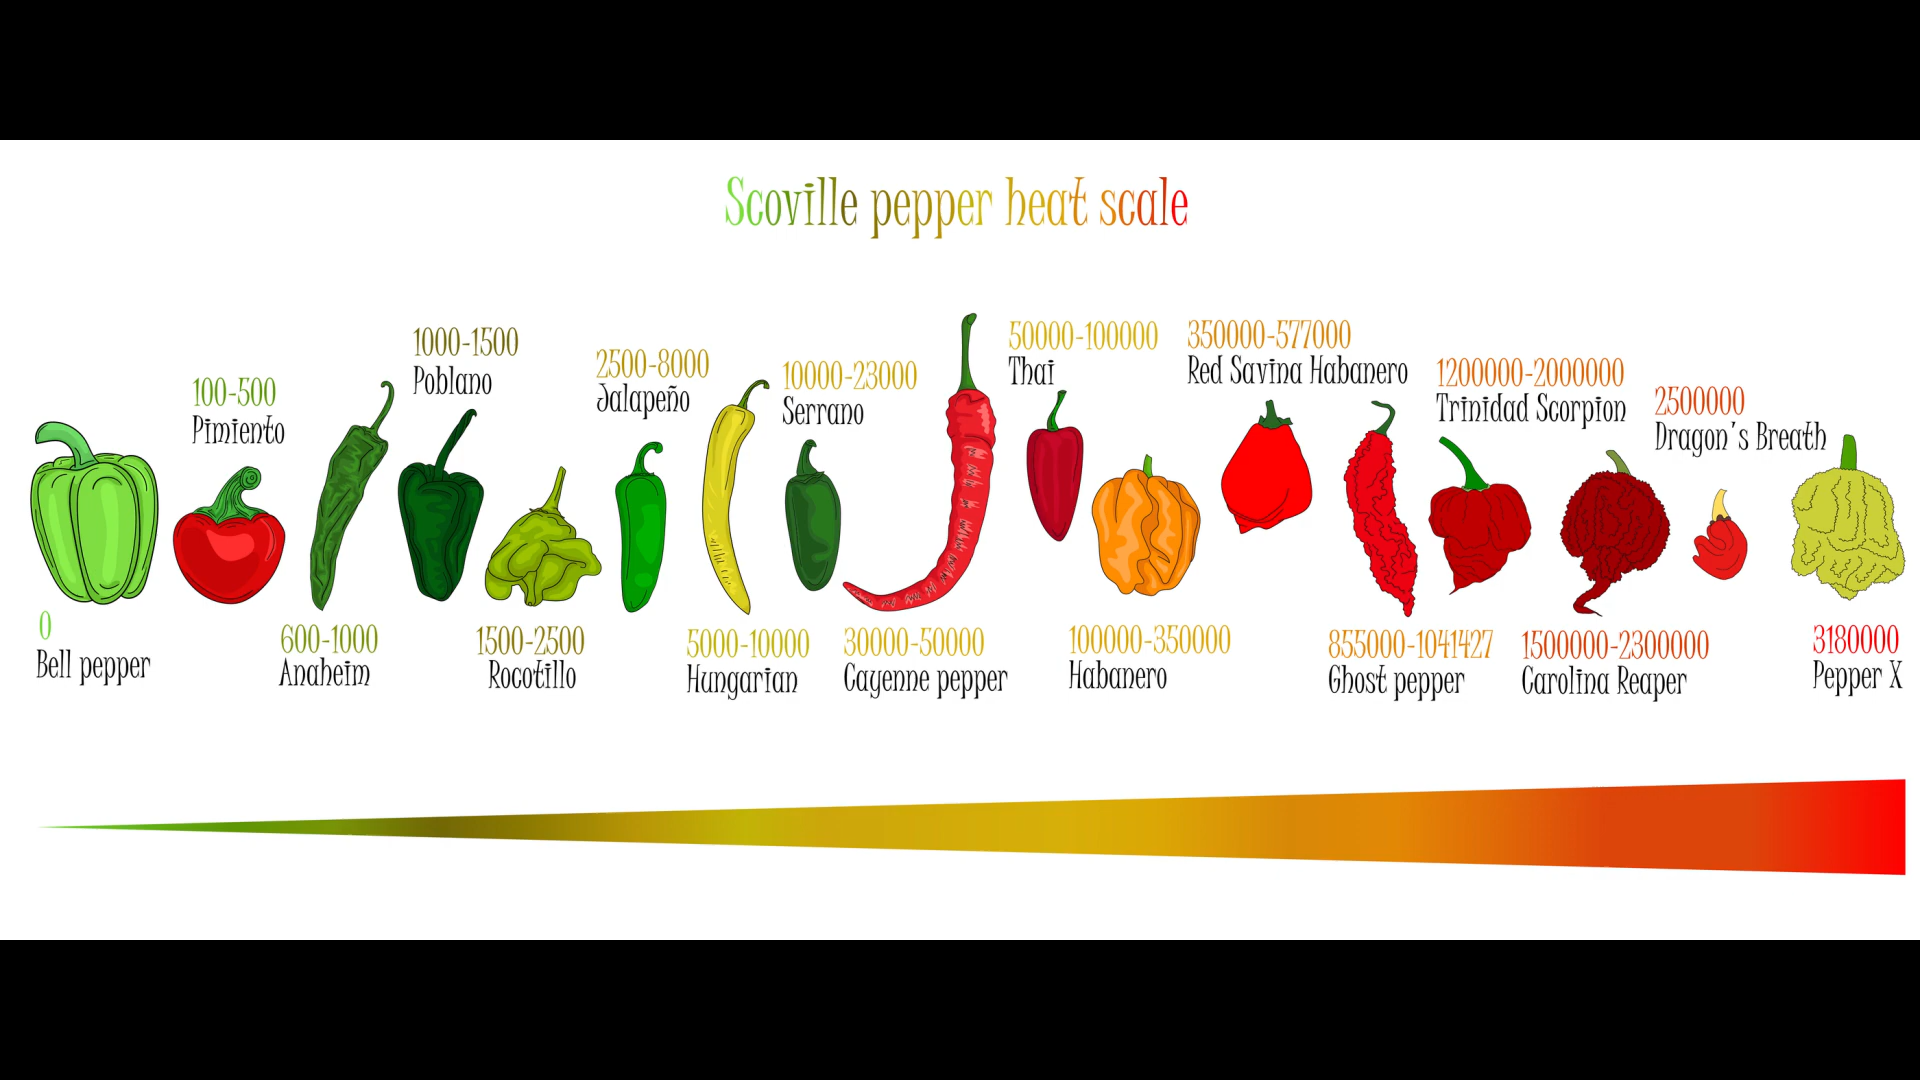 Scoville pepper heat scale
0
Bell pepper
100-500
Pimiento
600-1000
Anaheim
1000-1500
Poblano
1500-2500
Rocotillo
2500-8000
Jalapeño
5000-10000
Hungarian
10000-23000
Serrano
30000-50000
Cayenne pepper
50000-100000
Thai
100000-350000
Habanero
350000-577000
Red Savina Habanero
855000-1041427
Ghost pepper
1200000-2000000
Trinidad Scorpion
1500000-2300000
Carolina Reaper
2500000
Dragon's Breath
3180000
Pepper X